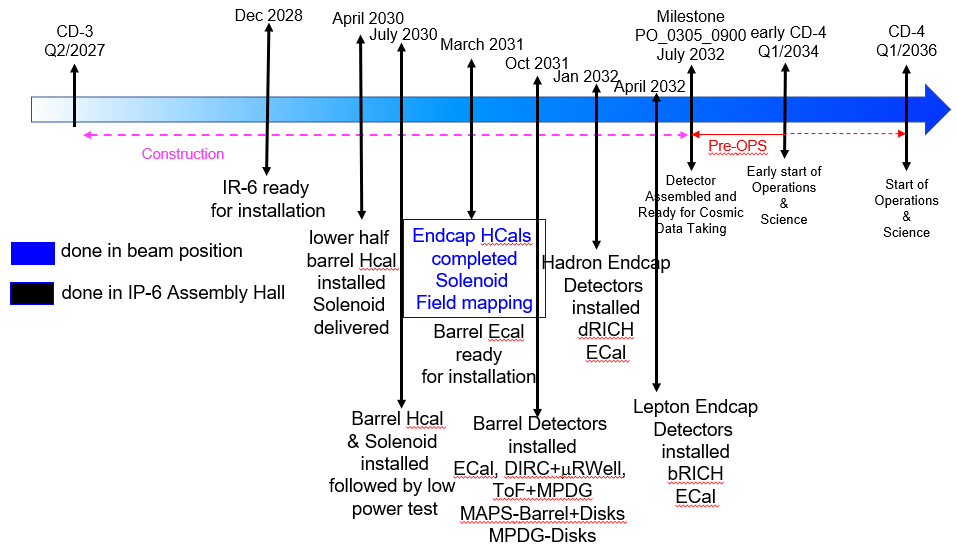 CD-3
Q2/2027
Dec 2028
April 2030
July 2030
March 2031
Oct 2031
Jan 2032
April 2032
Milestone
PO_0305_0900
July 2032
early CD-4
Q1/2034
CD-4
Q1/2036
Construction
Pre-OPS
IR-6 ready
for installation
lower half
barrel Hcal
installed
Solenoid
delivered
Barrel Hcal
& Solenoid
installed
followed by low
power test
Endcap HCals
completed
Solenoid
Field mapping
Barrel Ecal
ready
for installation
Barrel Detectors
installed
ECal, DIRC+μRWell,
ToF+MPDG
MAPS-Barrel+Disks
MPDG-Disks
Hadron Endcap
Detectors
installed
dRICH
ECal
Lepton Endcap
Detectors
installed
bRICH
ECal
Detector
Assembled and
Ready for Cosmic
Data Taking
Early start of
Operations
&
Science
Start of
Operations
&
Science
done in beam position
done in IP-6 Assembly Hall